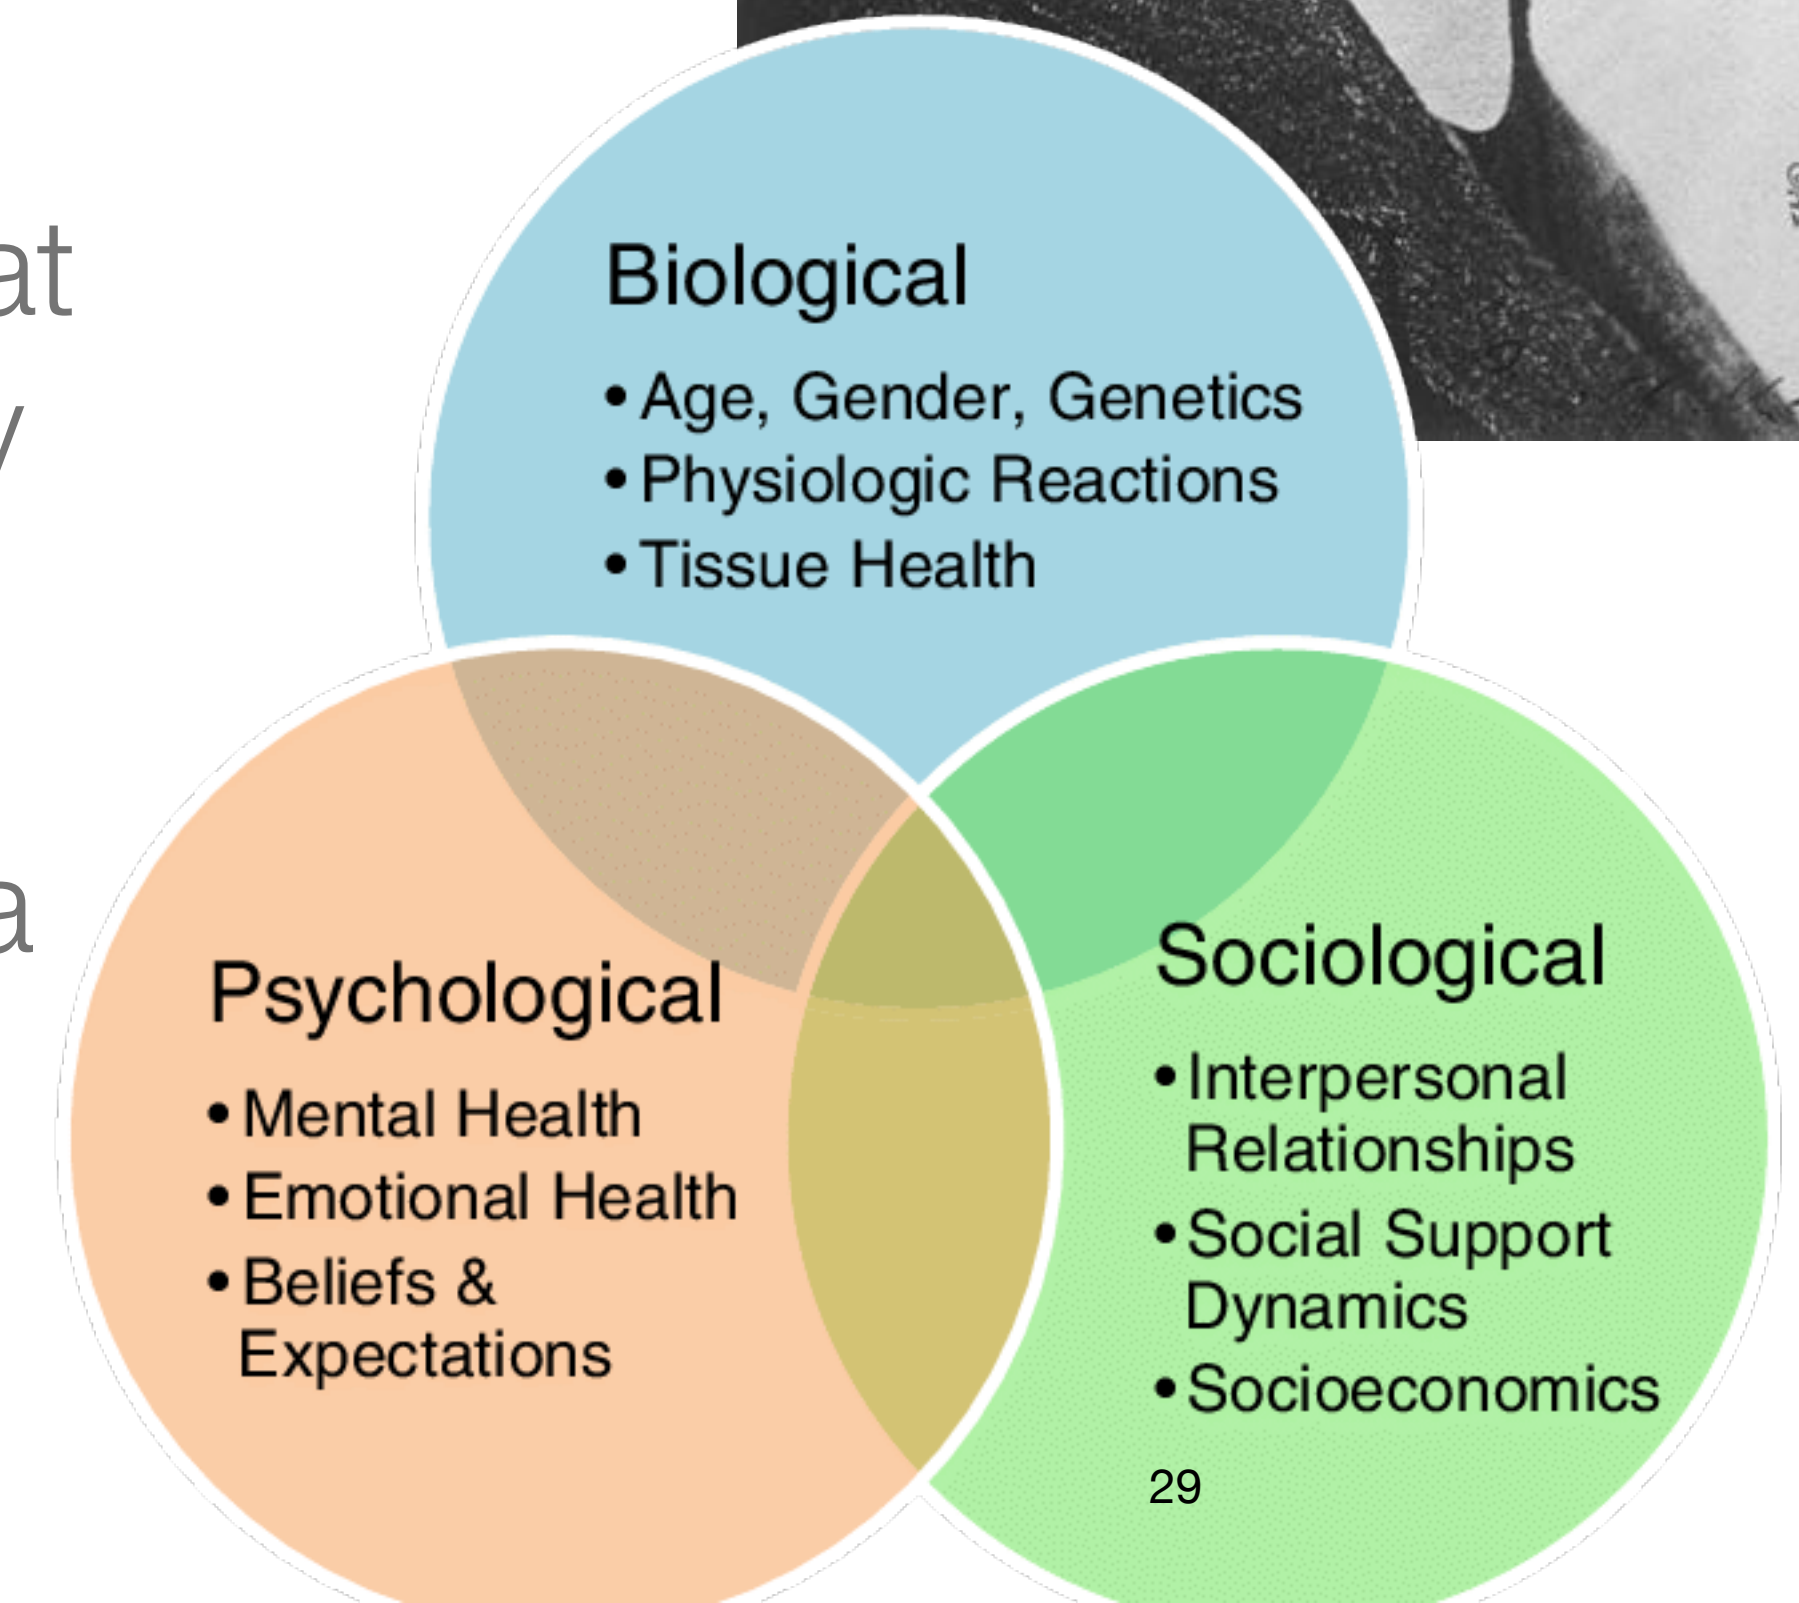 at
y
a
Biological
• Age, Gender, Genetics
• Physiologic Reactions
• Tissue Health
Psychological
• Mental Health
• Emotional Health
• Beliefs &
Expectations
Sociological
• Interpersonal
Relationships
• Social Support
Dynamics
• Socioeconomics
29